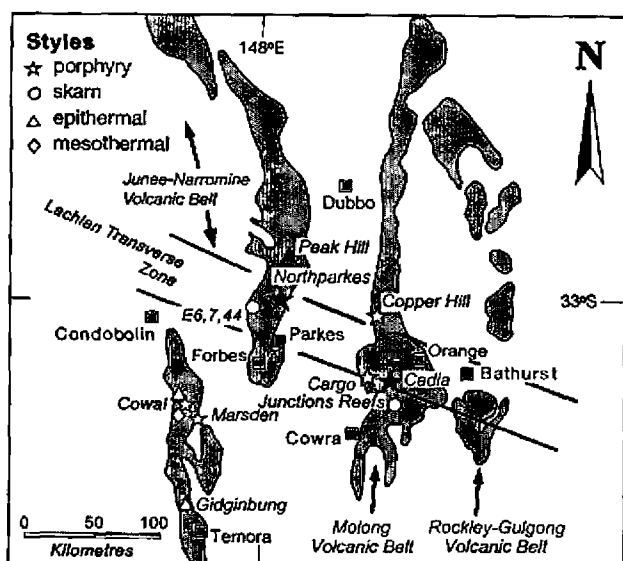 Styles
porphyry
skarn
epithermal
mesothermal
148ºE
N
Junee-Narromine
Volcanic Belt
Dubbo
Lachlan Transverse
Zone
Peak Hill
Northparkes
E6,7,44
Copper Hill
33ºS
Condobolin
Parkes
Forbes
Orange
Cargo
Cadia
Bathurst
Cowal
Marsden
Junctions Reefs
Cowra
Gidginbung
0 50 100
Kilometres
Temora
Molong
Volcanic Belt
Rockley-Gulgong
Volcanic Belt